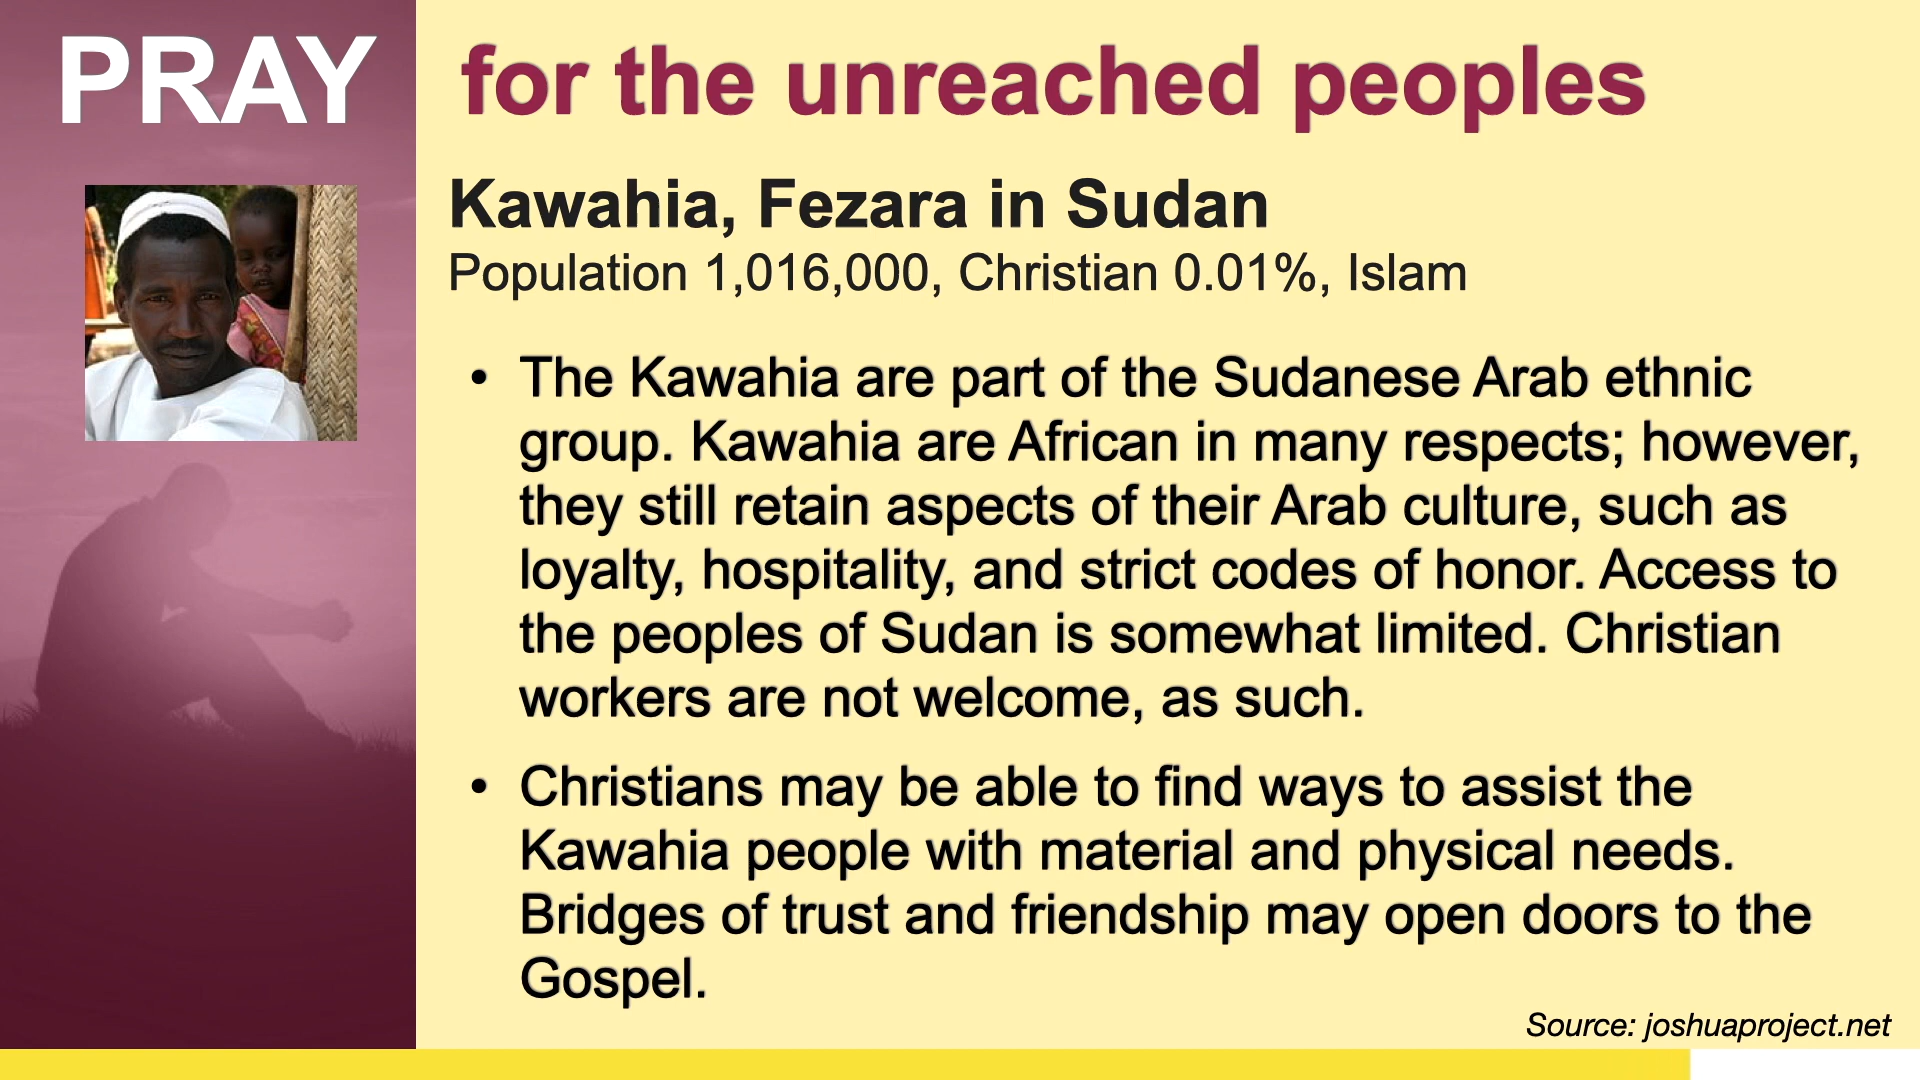 PRAY for the unreached peoples
Kawahia, Fezara in Sudan
Population 1,016,000, Christian 0.01%, Islam
• The Kawahia are part of the Sudanese Arab ethnic
group. Kawahia are African in many respects; however,
they still retain aspects of their Arab culture, such as
loyalty, hospitality, and strict codes of honor. Access to
the peoples of Sudan is somewhat limited. Christian
workers are not welcome, as such.
• Christians may be able to find ways to assist the
Kawahia people with material and physical needs.
Bridges of trust and friendship may open doors to the
Gospel.
Source: joshuaproject.net